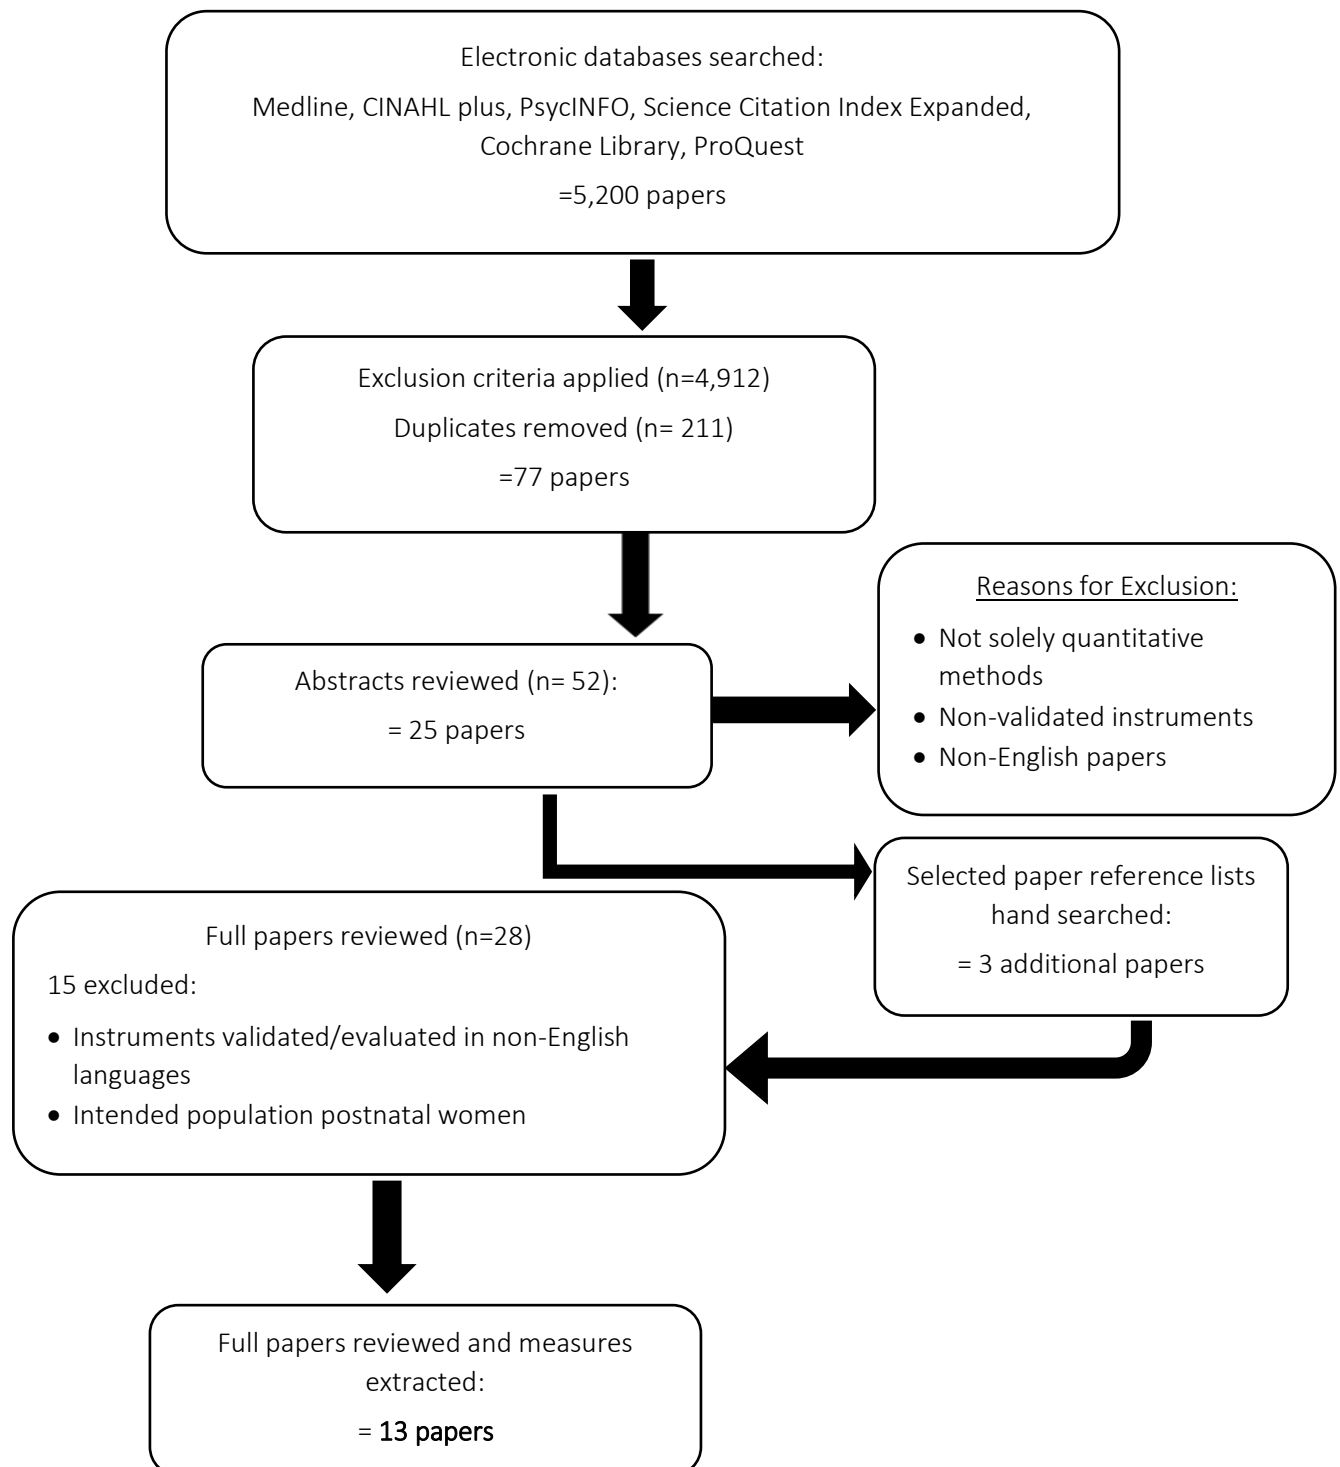 Electronic databases searched:
Medline, CINAHL plus, PsycINFO, Science Citation Index Expanded,
Cochrane Library, ProQuest
=5,200 papers
Exclusion criteria applied (n=4,912)
Duplicates removed (n= 211)
=77 papers
Abstracts reviewed (n= 52):
= 25 papers
Reasons for Exclusion:
• Not solely quantitative
methods
• Non-validated instruments
• Non-English papers
Selected paper reference lists
hand searched:
= 3 additional papers
Full papers reviewed (n=28)
15 excluded:
• Instruments validated/evaluated in non-English
languages
• Intended population postnatal women
Full papers reviewed and measures
extracted:
= 13 papers